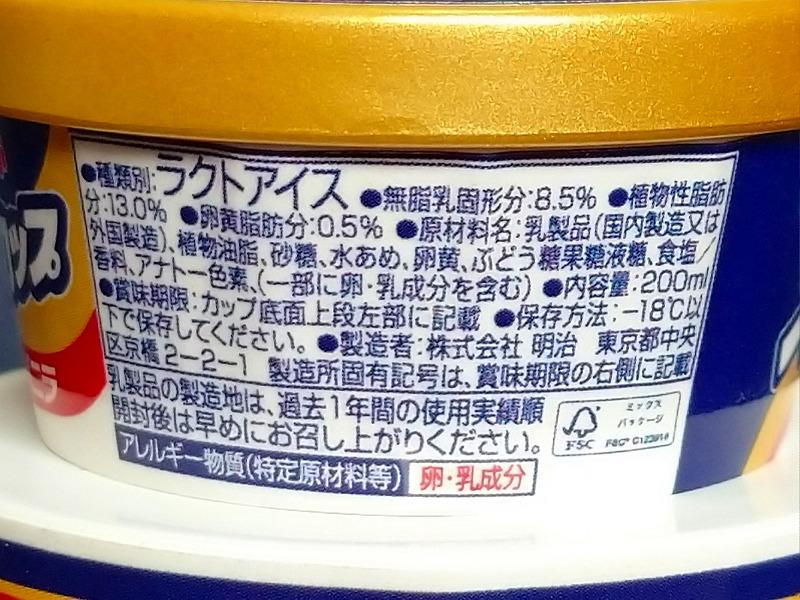 ●種類別:ラクトアイス ●無脂乳固形分:8.5% ●植物性脂肪
分:13.0% ●卵黄脂肪分:0.5% ●原材料名:乳製品(国内製造又は
外国製造)、植物油脂、砂糖、水あめ、卵黄、ぶどう糖果糖液糖、食塩/
香料、アナトー色素、(一部に卵・乳成分を含む) ●内容量:200ml
●賞味期限:カップ底面上段左部に記載 ●保存方法:-18℃以
下で保存してください。 ●製造者:株式会社 明治 東京都中央
区京橋2-2-1 製造所固有記号は、賞味期限の右側に記載
乳製品の製造地は、過去1年間の使用実績順
開封後は早めにお召し上がりください。
アレルギー物質(特定原材料等) 卵・乳成分
FSC
ミックス
パッケージ
ップ
ニラ